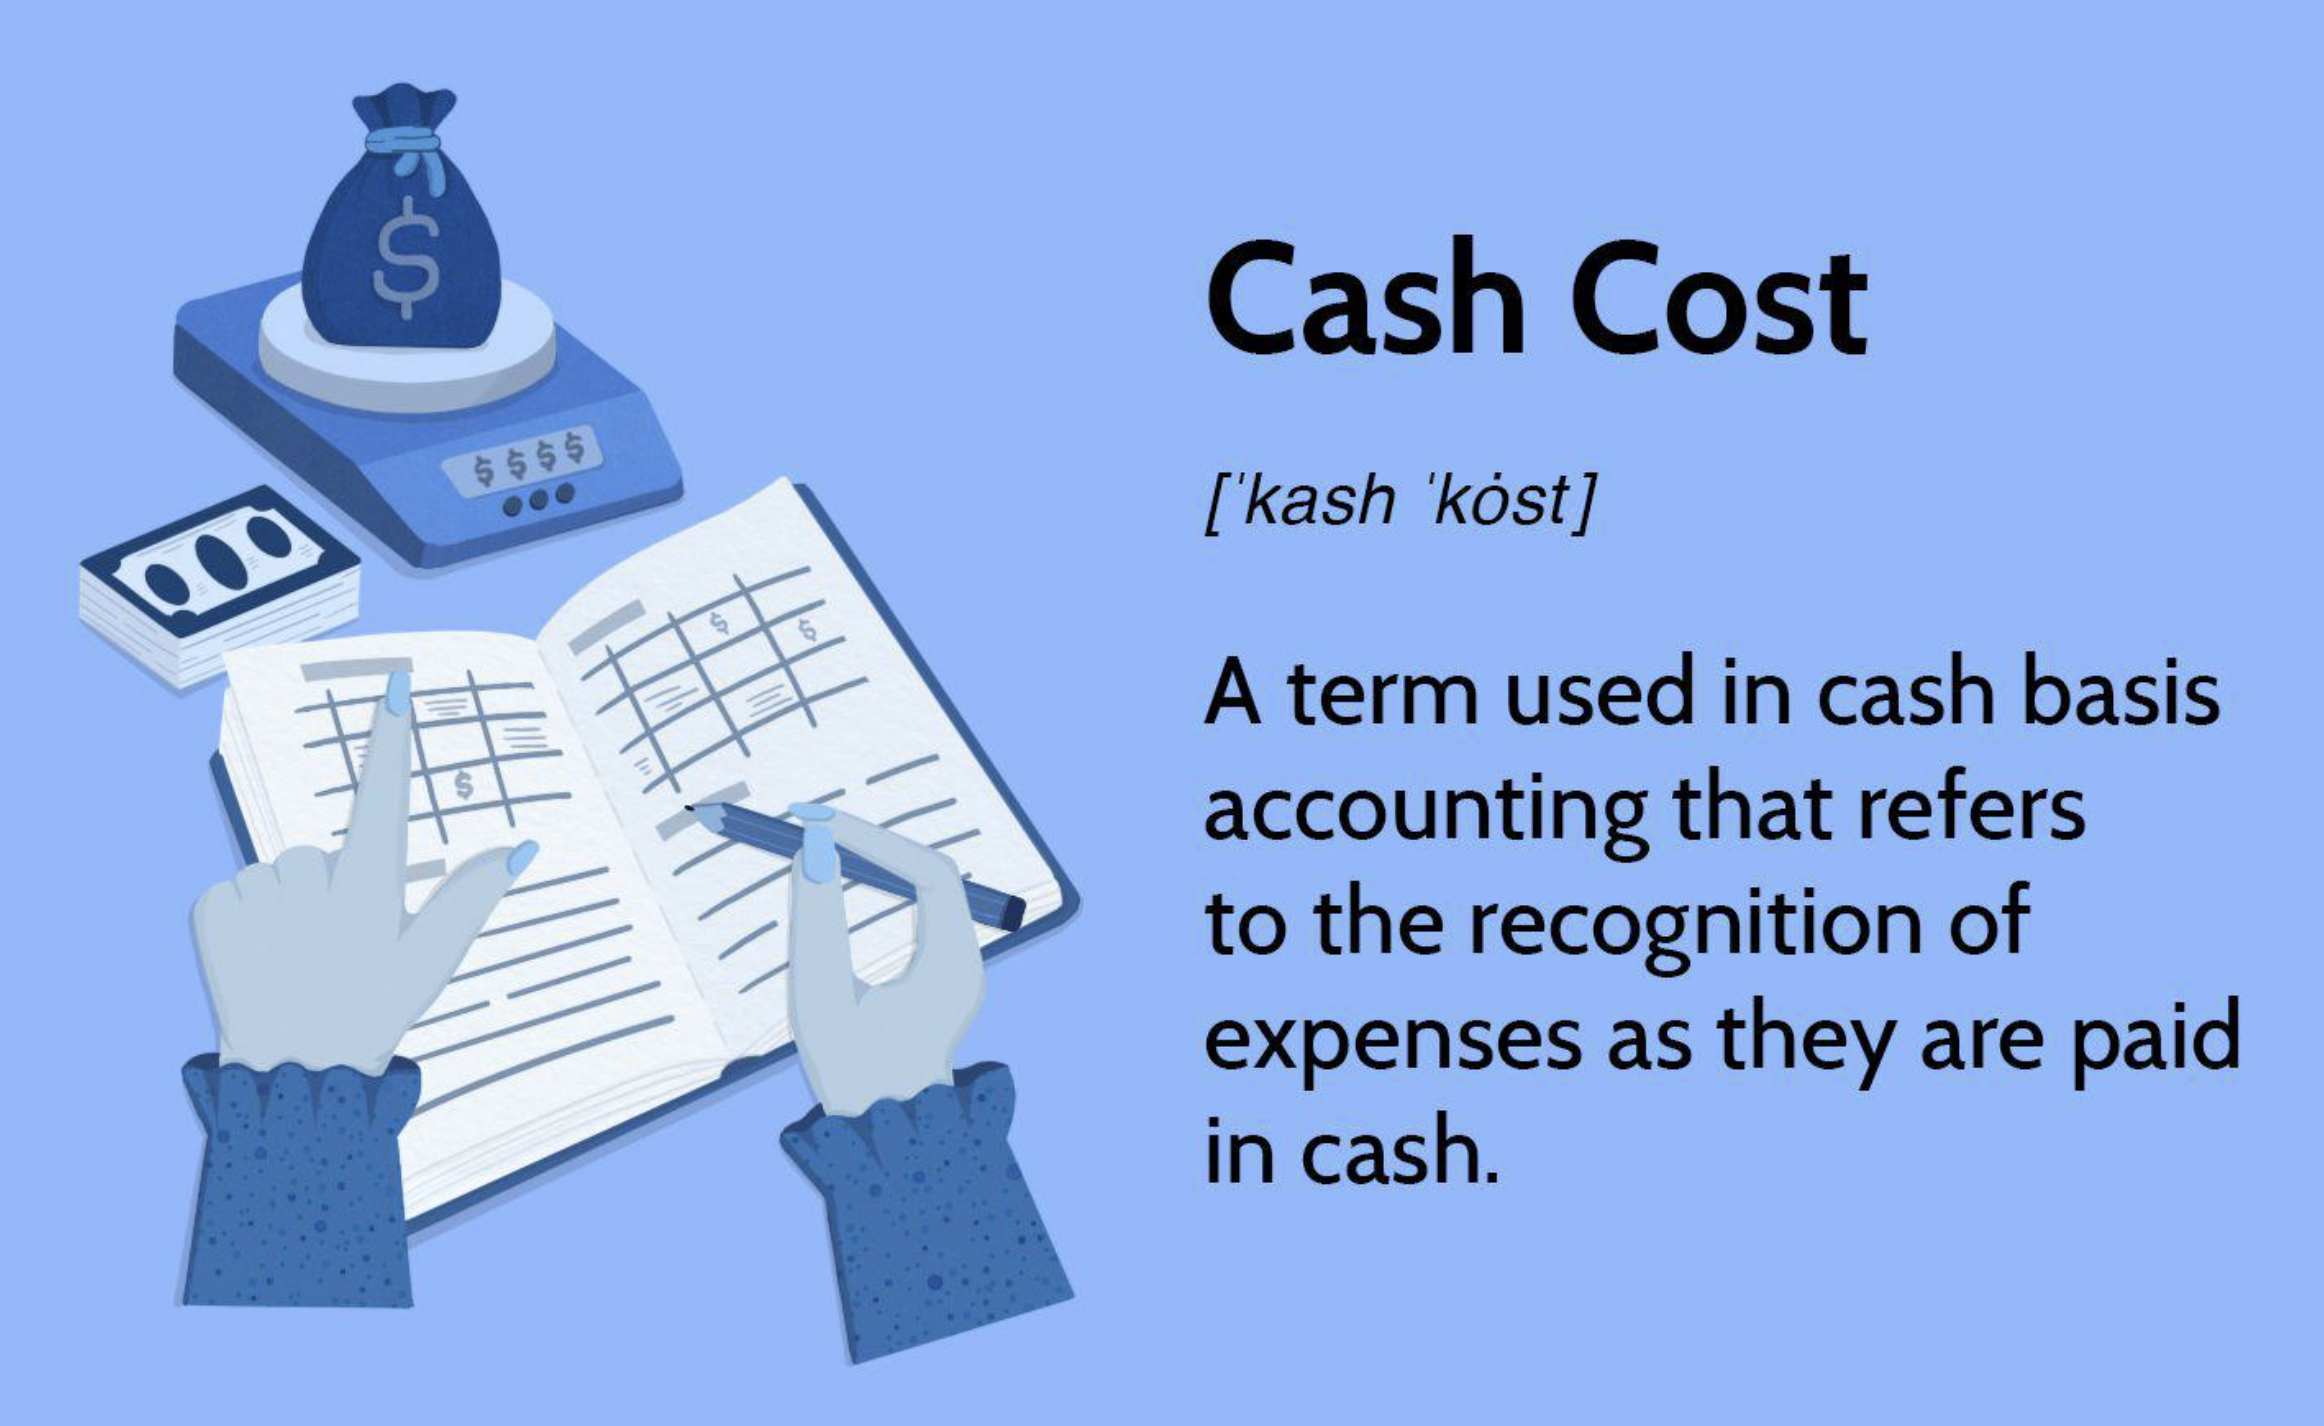 $
$ $ $ $
$ $
$
Cash Cost
[ˈkash ˈkȯst]
A term used in cash basis
accounting that refers
to the recognition of
expenses as they are paid
in cash.